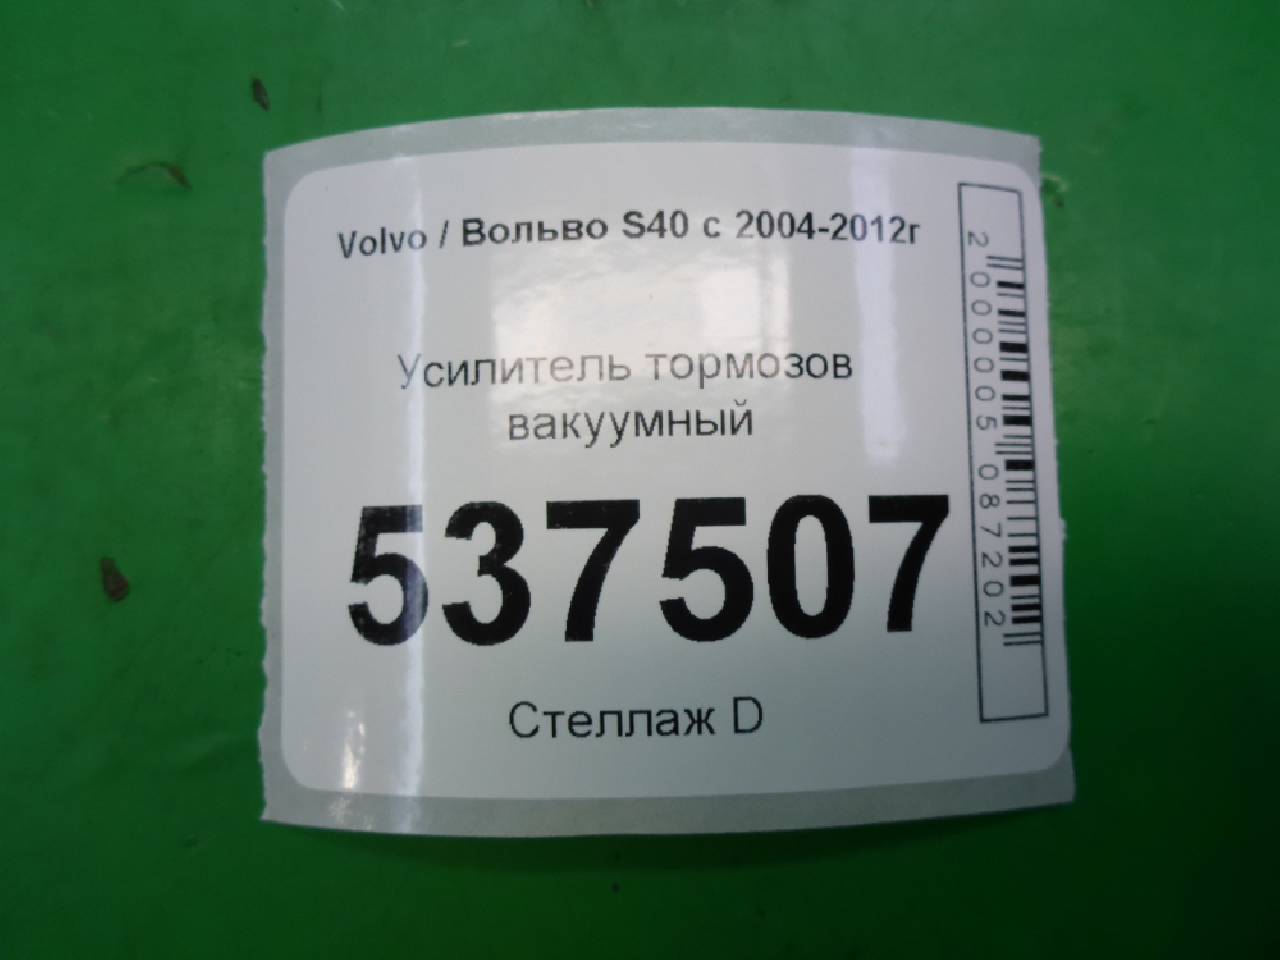 Volvo / Вольво S40 с 2004-2012г
Усилитель тормозов
вакуумный
537507
Стеллаж D
2000005087202